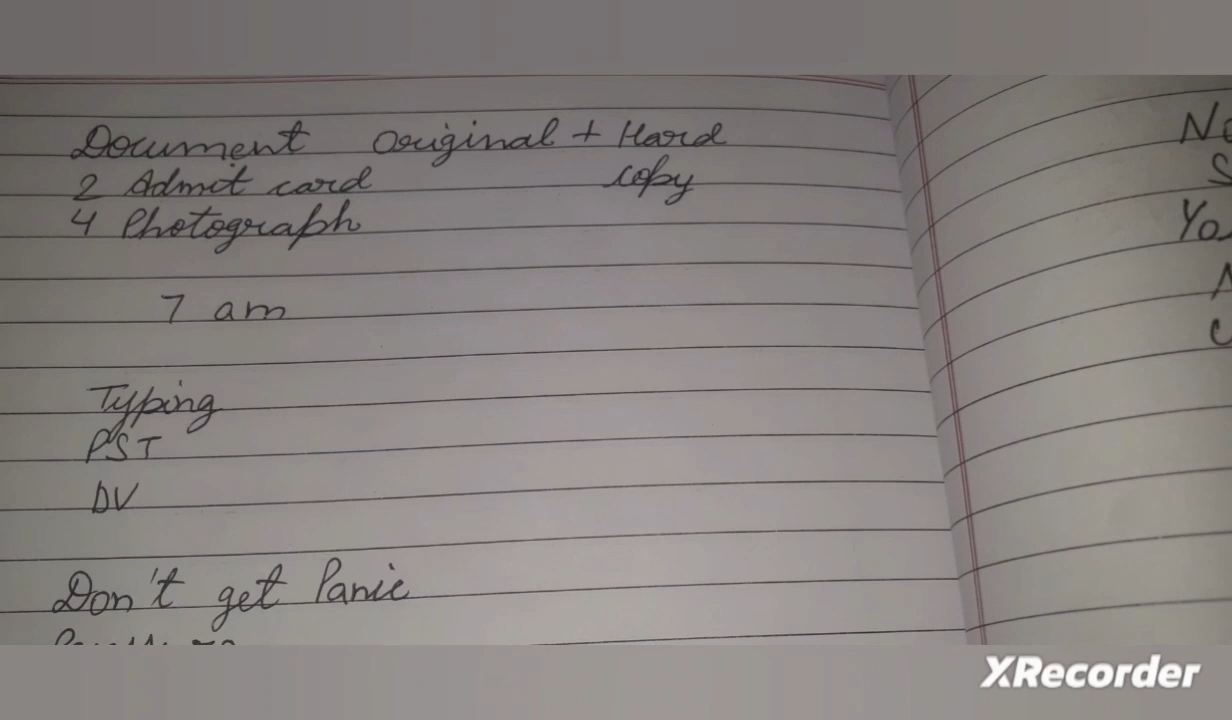 Document Original + Hard
copy
2 Admit card
4 Photograph
7 am
Typing
PST
DV
Don't get Panic
XRecorder